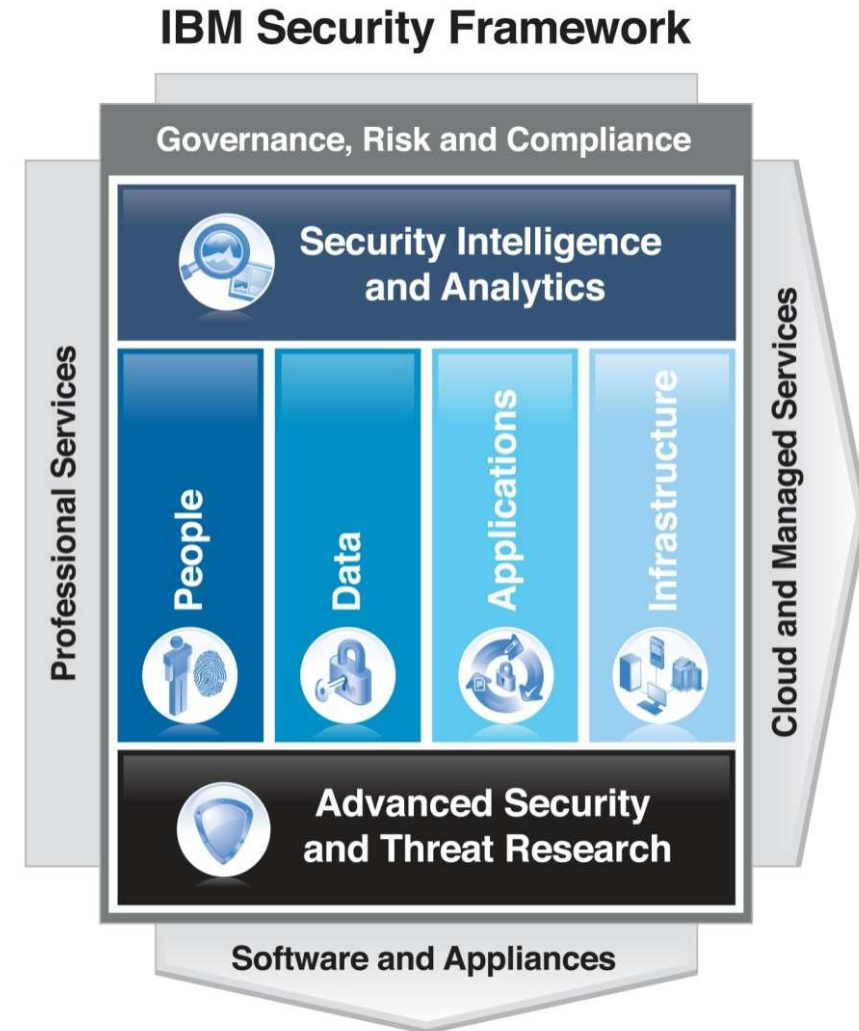 IBM Security Framework
Governance, Risk and Compliance
Security Intelligence
and Analytics
Professional Services
People
Data
Applications
Infrastructure
Cloud and Managed Services
Advanced Security
and Threat Research
Software and Appliances